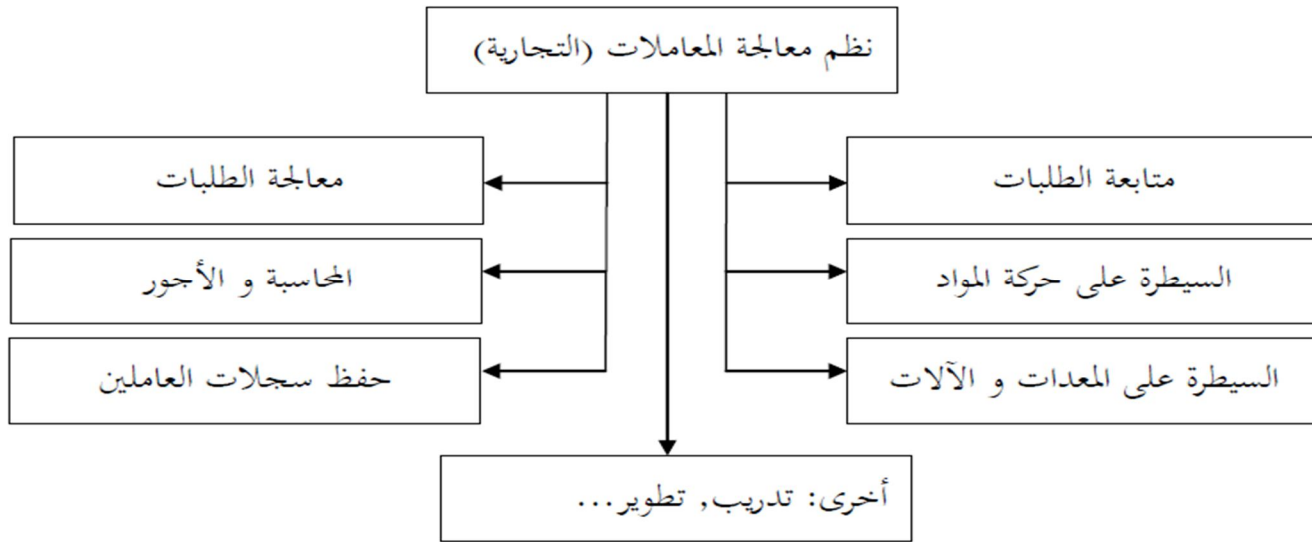 نظم معالجة المعاملات (التجارية)
متابعة الطلبات
معالجة الطلبات
السيطرة على حركة المواد
المحاسبة و الأجور
السيطرة على المعدات و الآلات
حفظ سجلات العاملين
أخرى: تدريب, تطوير...